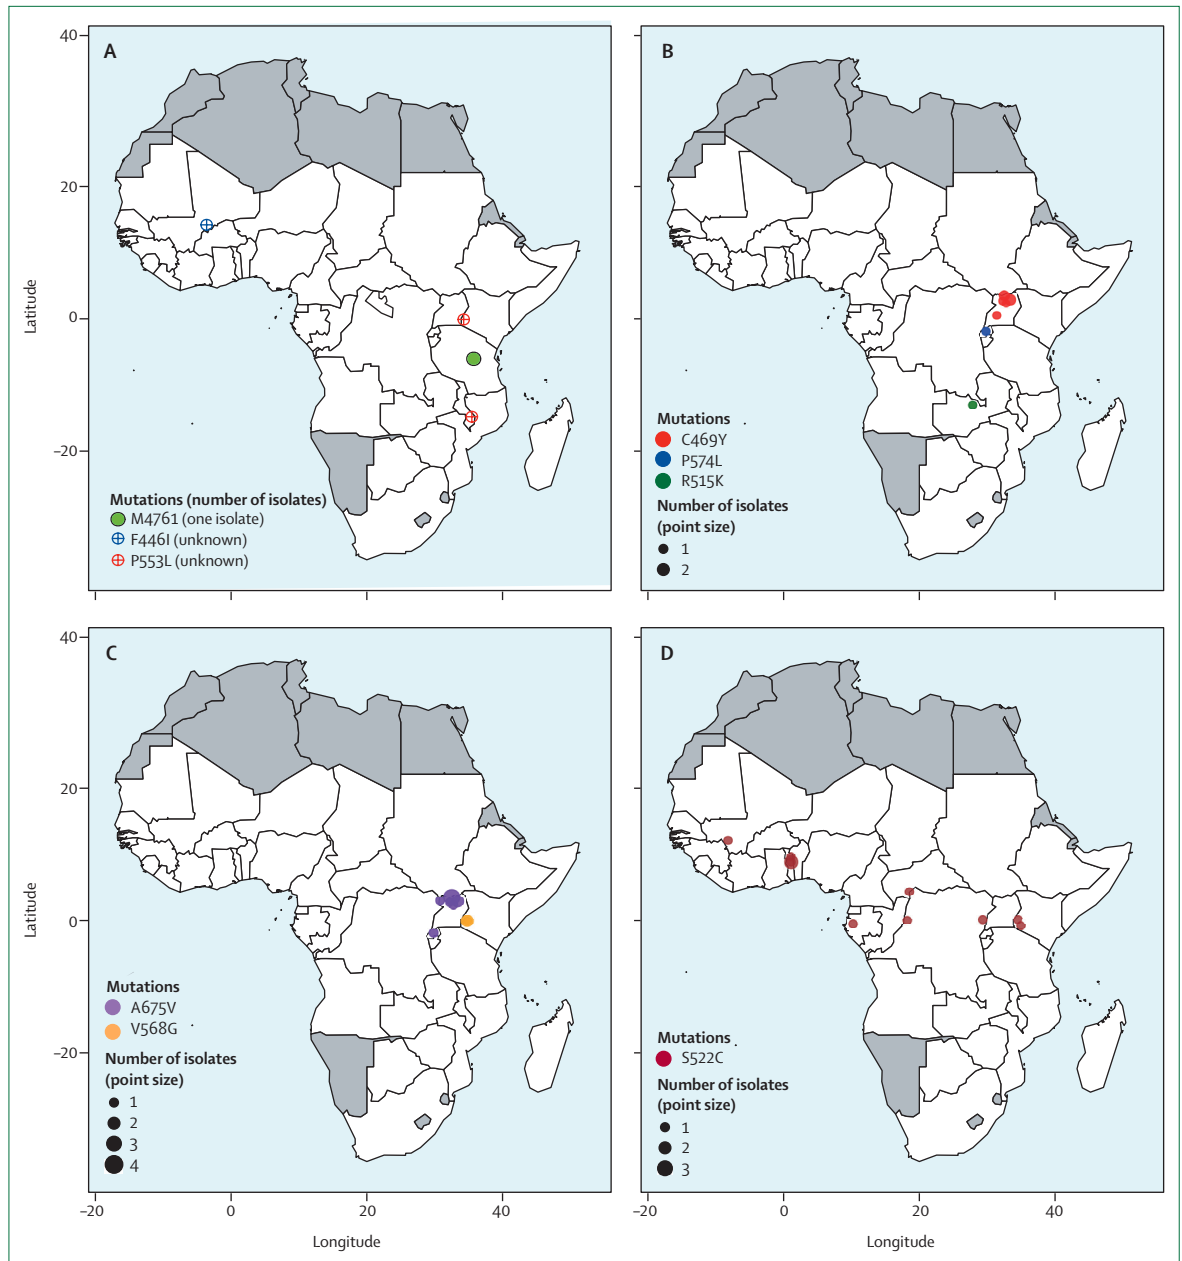 A
B
40
20
0
−20
Latitude
Mutations (number of isolates)
M4761 (one isolate)
F446I (unknown)
P553L (unknown)
Mutations
C469Y
P574L
R515K
Number of isolates
(point size)
1
2
C
D
40
20
0
−20
Latitude
Mutations
A675V
V568G
Number of isolates
(point size)
1
2
3
4
−20
0
20
40
Longitude
Mutations
S522C
Number of isolates
(point size)
1
2
3
−20
0
20
40
Longitude